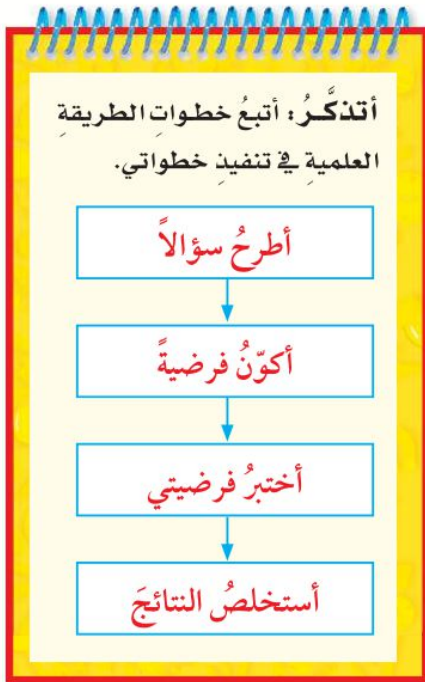 أتذكَّرُ: أتبعُ خطواتِ الطريقةِ
العلميةِ في تنفيذِ خطواتي.
أطرحُ سؤالاً
أكوّنُ فرضيةً
أختبرُ فرضيتي
أستخلصُ النتائجَ